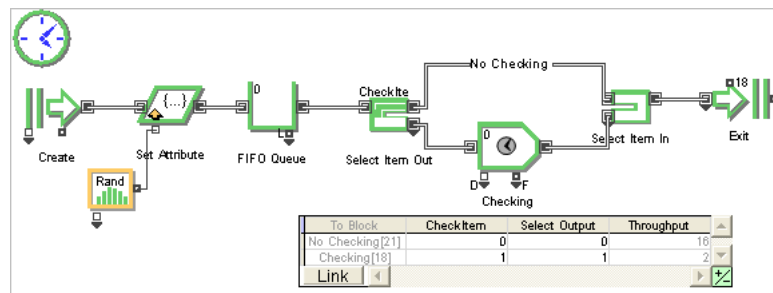 No Checking
CheckIte
{...}
0
18
Create
Set Attribute
FIFO Queue
L
Select Item Out
0
Select Item In
Exit
Rand
D
F
Checking
To Block CheckItem Select Output Throughput
No Checking[21] 0 0 16
Checking[18] 1 1 2
Link
+/-